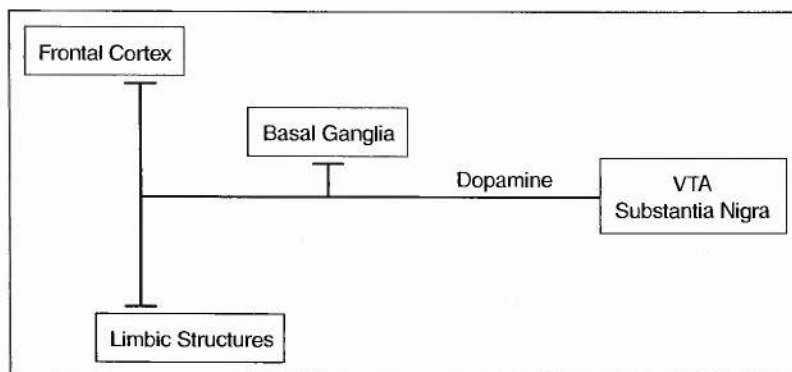 Frontal Cortex
Basal Ganglia
Dopamine
VTA
Substantia Nigra
Limbic Structures